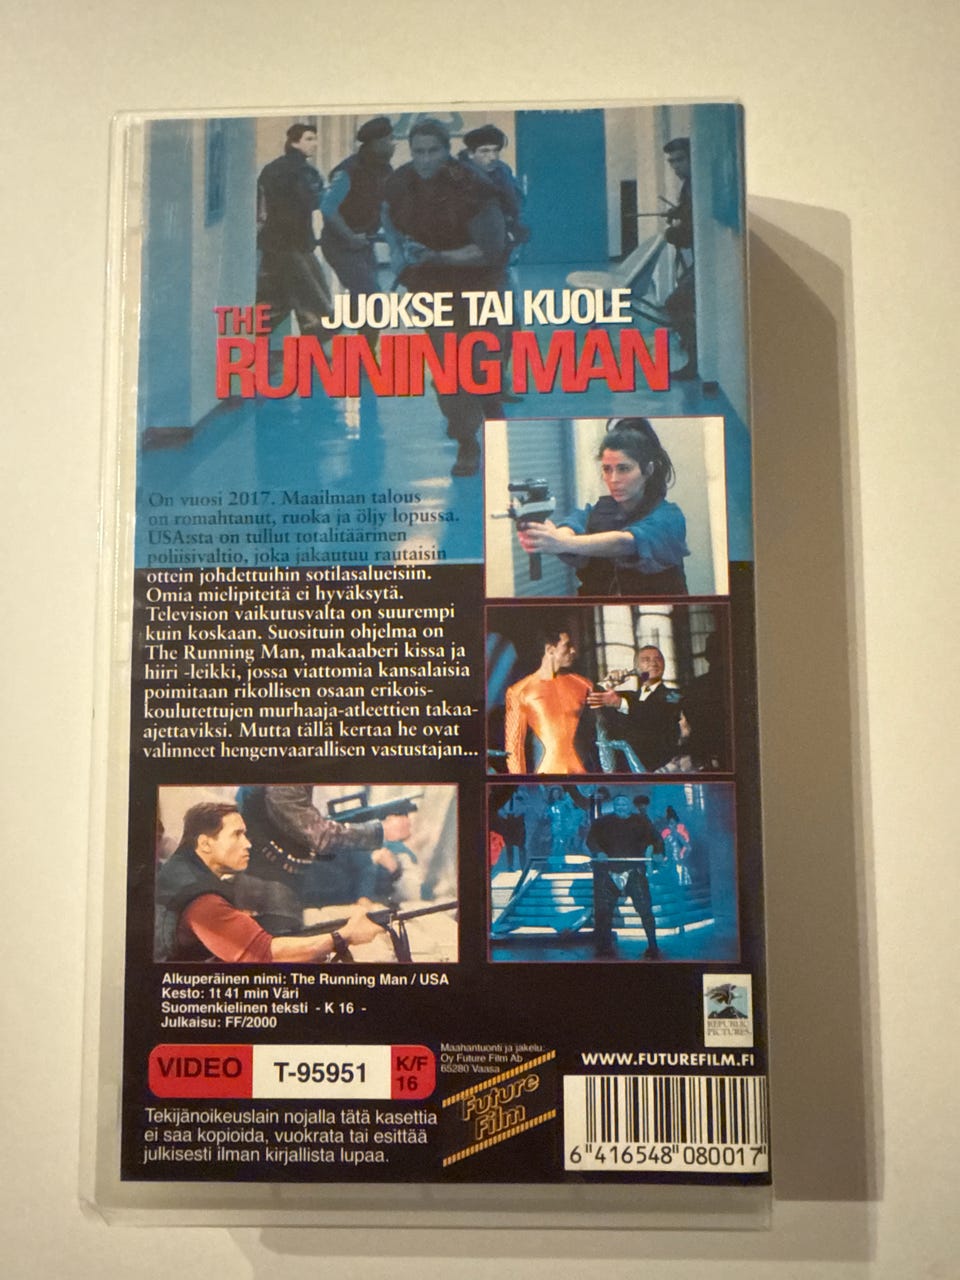 JUOKSE TAI KUOLE
THE
RUNNING MAN
On vuosi 2017. Maailman talous
on romahtanut, ruoka ja öljy lopussa.
USA:sta on tullut totalitäärinen
poliisivaltio, joka jakautuu rautaisin
ottein johdettuihin sotilasalueisiin.
Omia mielipiteitä ei hyväksytä.
Television vaikutusvalta on suurempi
kuin koskaan. Suosituin ohjelma on
The Running Man, makaaberi kissa ja
hiiri -leikki, jossa viattomia kansalaisia
poimitaan rikollisen osaan erikois-
koulutettujen murhaaja-atleettien takaa-
ajettaviksi. Mutta tällä kertaa he ovat
valinneet hengenvaarallisen vastustajan...
Alkuperäinen nimi: The Running Man / USA
Kesto: 1t 41 min Väri
Suomenkielinen teksti - K 16 -
Julkaisu: FF/2000
REPUBLIC
PICTURES
VIDEO
T-95951
K/F
16
Maahantuonti ja jakelu:
Oy Future Film Ab
65280 Vaasa
Future
Film
WWW.FUTUREFILM.FI
Tekijänoikeuslain nojalla tätä kasettia
ei saa kopioida, vuokrata tai esittää
julkisesti ilman kirjallista lupaa.
6 416548 080017